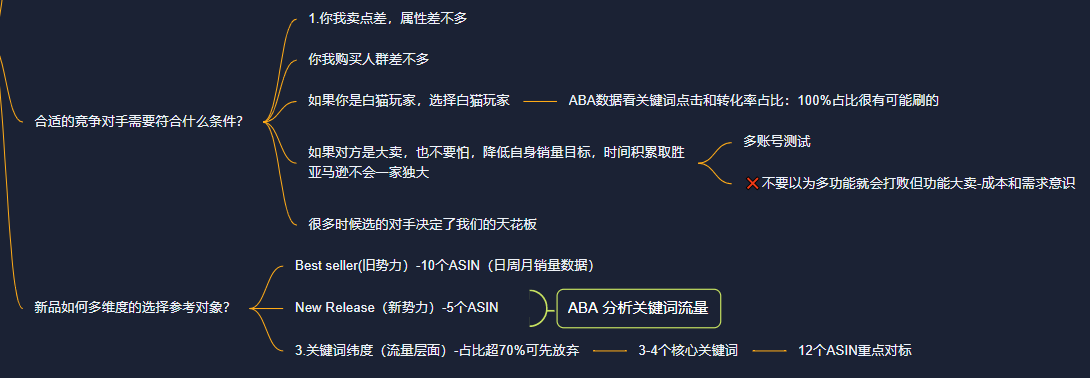 1.你我卖点差，属性差不多
你我购买人群差不多
合适的竞争对手需要符合什么条件？
如果你是白猫玩家，选择白猫玩家
ABA数据看关键词点击和转化率占比：100%占比很有可能刷的
如果对方是大卖，也不要怕，降低自身销量目标，时间积累取胜
亚马逊不会一家独大
多账号测试
❌不要以为多功能就会打败但功能大卖-成本和需求意识
很多时候选的对手决定了我们的天花板
新品如何多维度的选择参考对象？
Best seller(旧势力）-10个ASIN（日周月销量数据）
New Release（新势力）-5个ASIN
ABA 分析关键词流量
3.关键词纬度（流量层面）-占比超70%可先放弃
3-4个核心关键词
12个ASIN重点对标